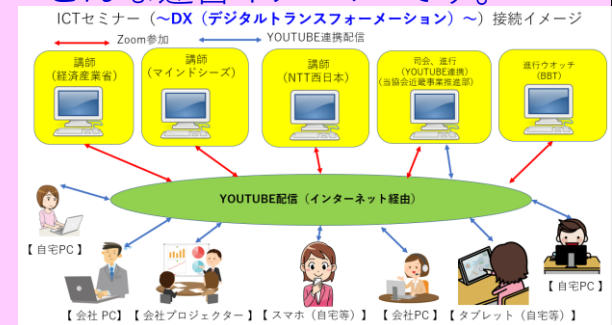 ICTセミナー（～DX（デジタルトランスフォーメーション）～）接続イメージ
Zoom参加
YOUTUBE連携配信
講師
（経済産業省）
講師
（マインドシーズ）
講師
（NTT西日本）
司会、進行
（YOUTUBE連携）
（当協会近畿事業推進部）
進行ウオッチ
（BBT）
YOUTUBE配信（インターネット経由）
【 自宅PC 】
【 自宅PC 】
【 会社 PC】
【 会社プロジェクター 】
【 スマホ（自宅等）】
【 会社PC 】
【 タブレット（自宅等）】